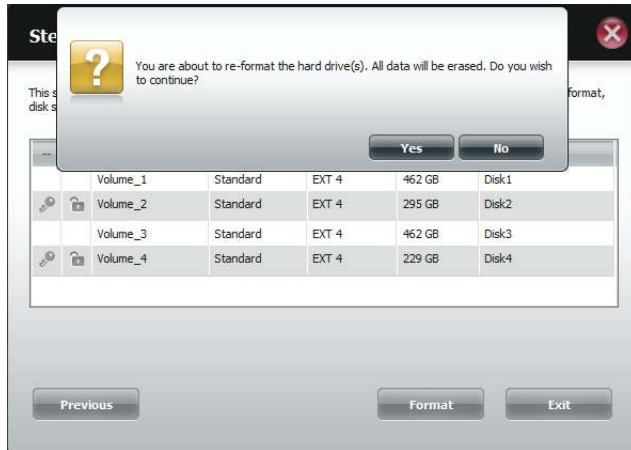 Ste
You are about to re-format the hard drive(s). All data will be erased. Do you wish
to continue?
This s
format,
disk s
Yes No
--
Volume_1 Standard EXT 4 462 GB Disk1
Volume_2 Standard EXT 4 295 GB Disk2
Volume_3 Standard EXT 4 462 GB Disk3
Volume_4 Standard EXT 4 229 GB Disk4
Previous Format Exit